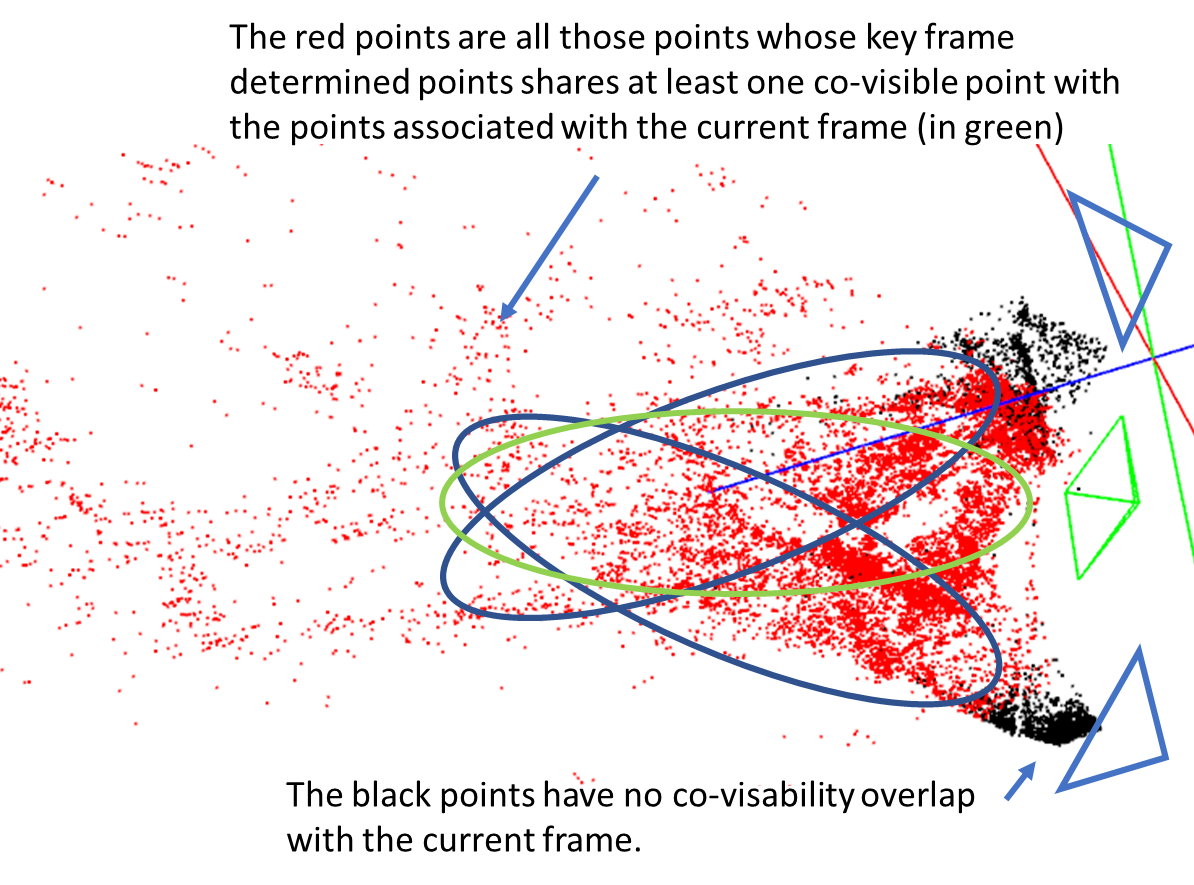 The red points are all those points whose key frame
determined points shares at least one co-visible point with
the points associated with the current frame (in green)
The black points have no co-visability overlap
with the current frame.